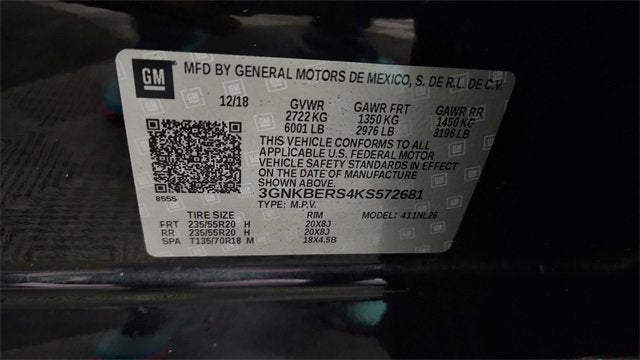 GM
MFD BY GENERAL MOTORS DE MEXICO, S. DE R.L. DE C.V.
12/18 GVWR GAWR FRT GAWR RR
2722 KG 1350 KG 1450 KG
6001 LB 2976 LB 3196 LB
THIS VEHICLE CONFORMS TO ALL
APPLICABLE U.S. FEDERAL MOTOR
VEHICLE SAFETY STANDARDS IN EFFECT
ON THE DATE OF MANUFACTURE
SHOWN ABOVE.
3GNKBERS4KS572681
8555 TYPE: M.P.V.
TIRE SIZE RIM MODEL: 411NL26
FRT 235/55R20 H 20X8J
RR 235/55R20 H 20X8J
SPA T135/70R18 M 18X4.5B